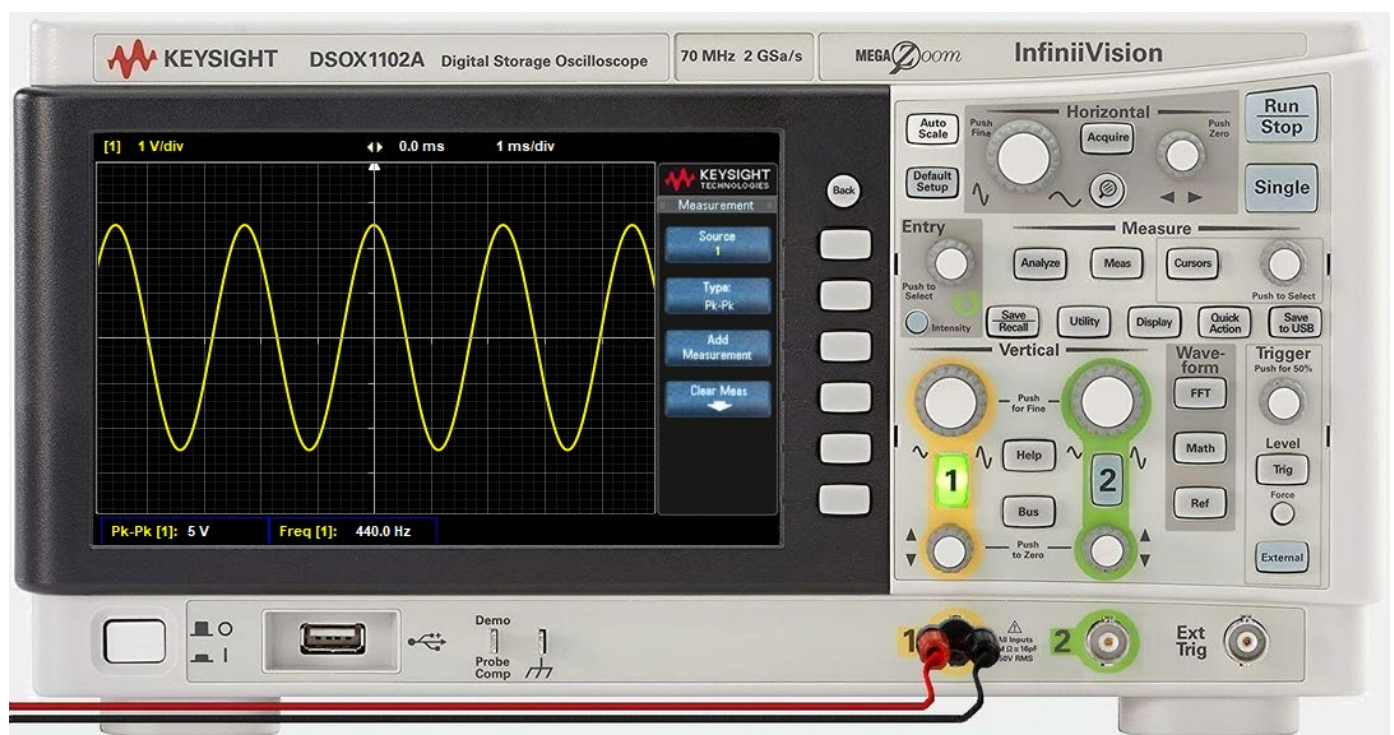 KEYSIGHT DSOX1102A Digital Storage Oscilloscope 70 MHz 2 GSa/s MEGA Zoom InfiniiVision
[1] 1 V/div 0.0 ms 1 ms/div
KEYSIGHT
TECHNOLOGIES
Measurement
Source
1
Type:
Pk-Pk
Add
Measurement
Clear Meas
Pk-Pk [1]: 5 V Freq [1]: 440.0 Hz
Back
Auto
Scale
Default
Setup
Horizontal
Push
Fine
Acquire
Push
Zero
Run
Stop
Single
Entry
Push to
Select
Intensity
Measure
Analyze
Meas
Cursors
Push to Select
Save
Recall
Utility
Display
Quick
Action
Save
to USB
Vertical
Push
for Fine
1
Help
2
Bus
Push
to Zero
Wave-
form
FFT
Math
Ref
Trigger
Push for 50%
Level
Trig
Force
External
Demo
Probe
Comp
1
All Inputs
50V RMS
2
Ext
Trig